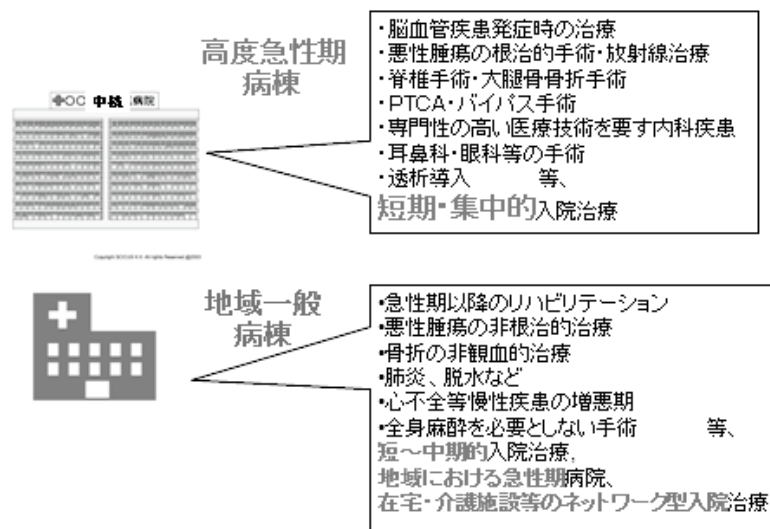 高度急性期
病棟
✚○C 中核 病院
・脳血管疾患発症時の治療
・悪性腫瘍の根治的手術・放射線治療
・脊椎手術・大腿骨骨折手術
・PTCA・バイパス手術
・専門性の高い医療技術を要す内科疾患
・耳鼻科・眼科等の手術
・透析導入　　　等、
短期・集中的入院治療
地域一般
病棟
・急性期以降のリハビリテーション
・悪性腫瘍の非根治的治療
・骨折の非観血的治療
・肺炎、脱水など
・心不全等慢性疾患の増悪期
・全身麻酔を必要としない手術　　　等、
短～中期的入院治療,
地域における急性期病院、
在宅・介護施設等のネットワーク型入院治療